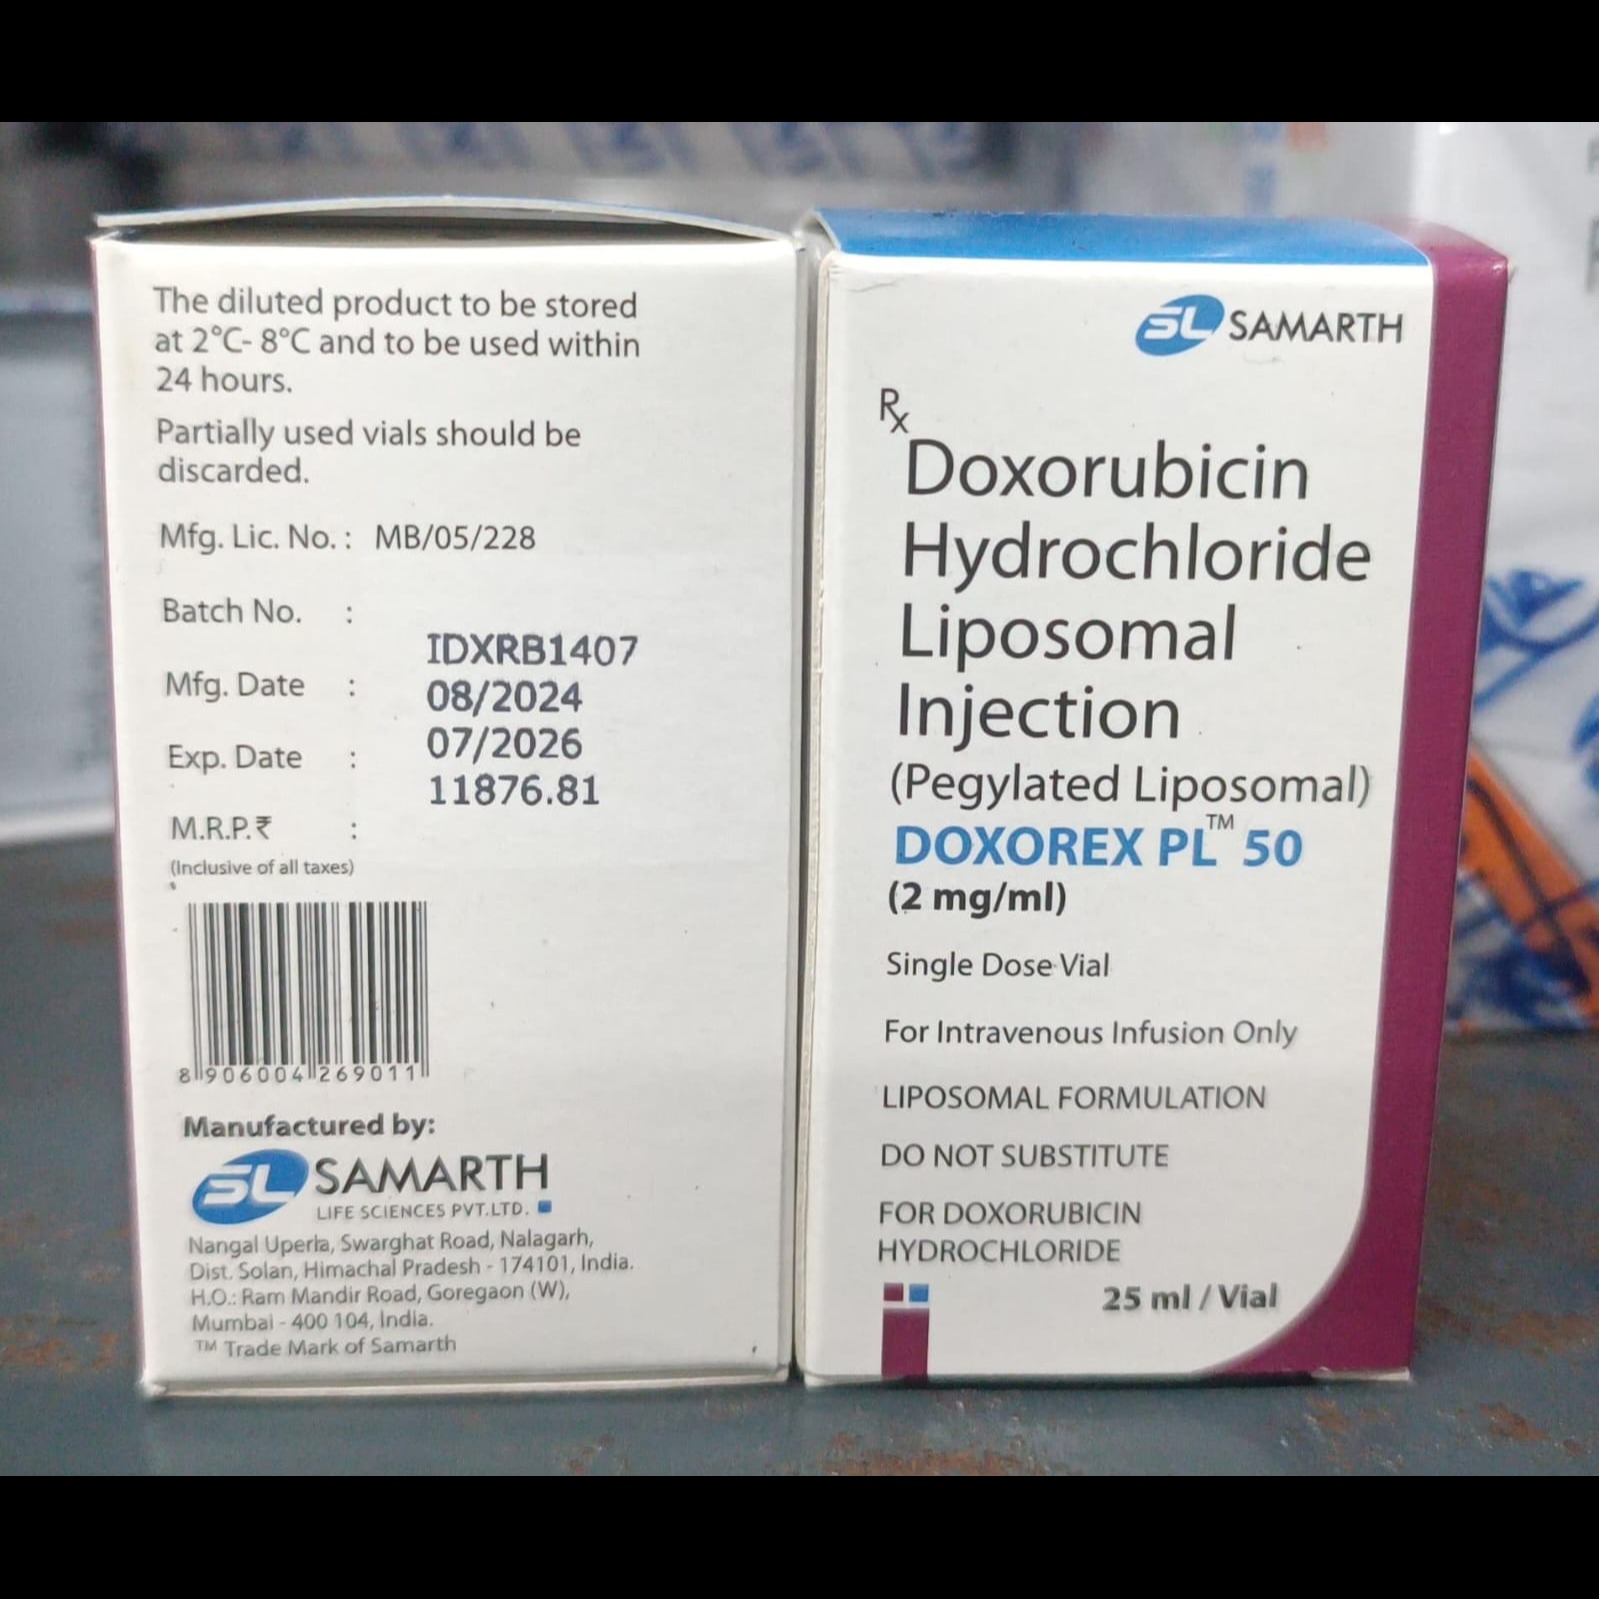 The diluted product to be stored
at 2°C- 8°C and to be used within
24 hours.
Partially used vials should be
discarded.
Mfg. Lic. No. : MB/05/228
Batch No. :
IDXRB1407
Mfg. Date :
08/2024
Exp. Date :
07/2026
M.R.P.₹ :
11876.81
(Inclusive of all taxes)
8 906004 269011
Manufactured by:
SL SAMARTH
LIFE SCIENCES PVT.LTD.
Nangal Uperla, Swarghat Road, Nalagarh,
Dist. Solan, Himachal Pradesh - 174101, India.
H.O.: Ram Mandir Road, Goregaon (W),
Mumbai - 400 104, India.
TM Trade Mark of Samarth
SL SAMARTH
Rx
Doxorubicin
Hydrochloride
Liposomal
Injection
(Pegylated Liposomal)
DOXOREX PL™ 50
(2 mg/ml)
Single Dose Vial
For Intravenous Infusion Only
LIPOSOMAL FORMULATION
DO NOT SUBSTITUTE
FOR DOXORUBICIN
HYDROCHLORIDE
25 ml / Vial